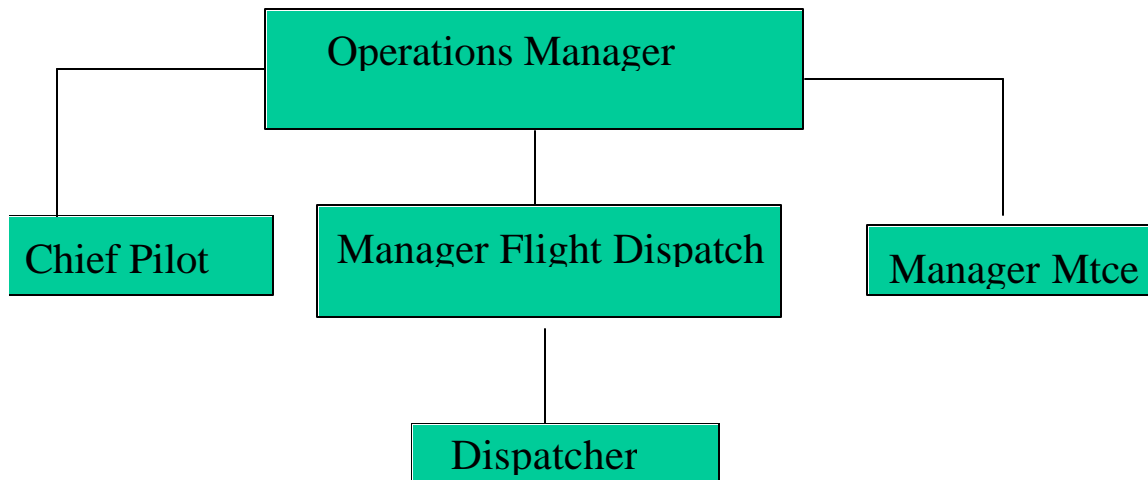 Operations Manager
Chief Pilot
Manager Flight Dispatch
Manager Mtce
Dispatcher